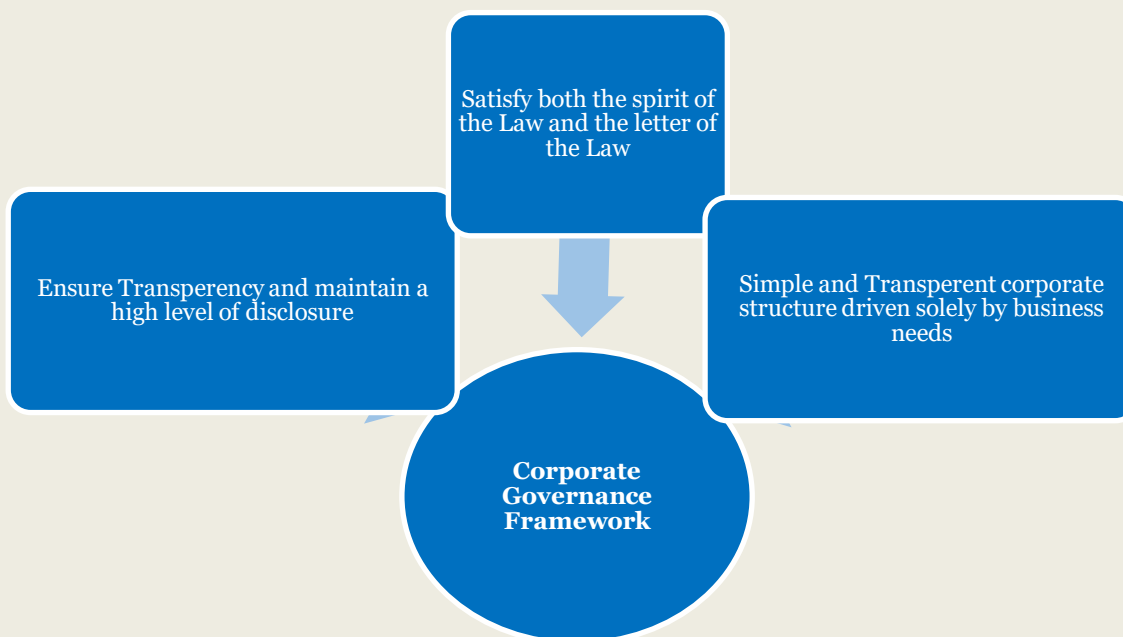 Satisfy both the spirit of
the Law and the letter of
the Law
Ensure Transperency and maintain a
high level of disclosure
Simple and Transperent corporate
structure driven solely by business
needs
Corporate
Governance
Framework